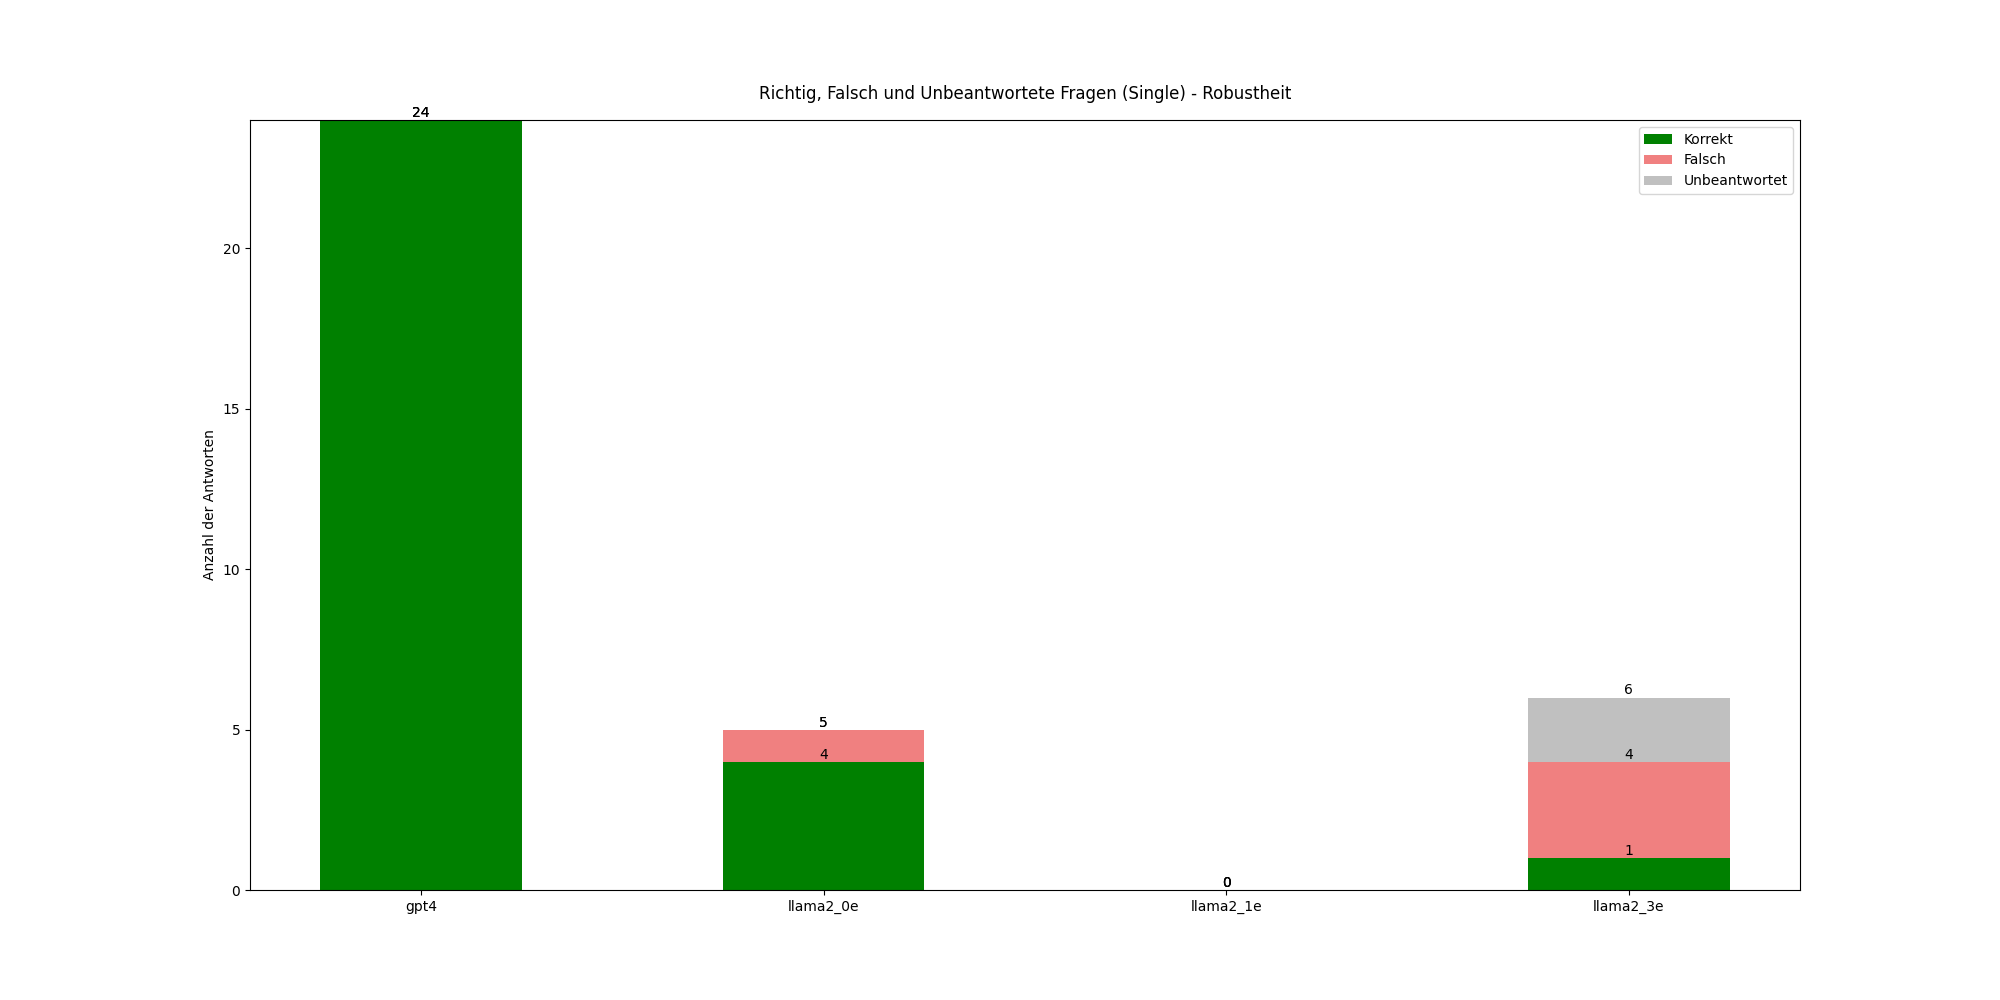 Richtig, Falsch und Unbeantwortete Fragen (Single) - Robustheit
24
Korrekt
Falsch
Unbeantwortet
20
15
Anzahl der Antworten
10
6
5
5
4
4
1
0
0
gpt4
llama2_0e
llama2_1e
llama2_3e